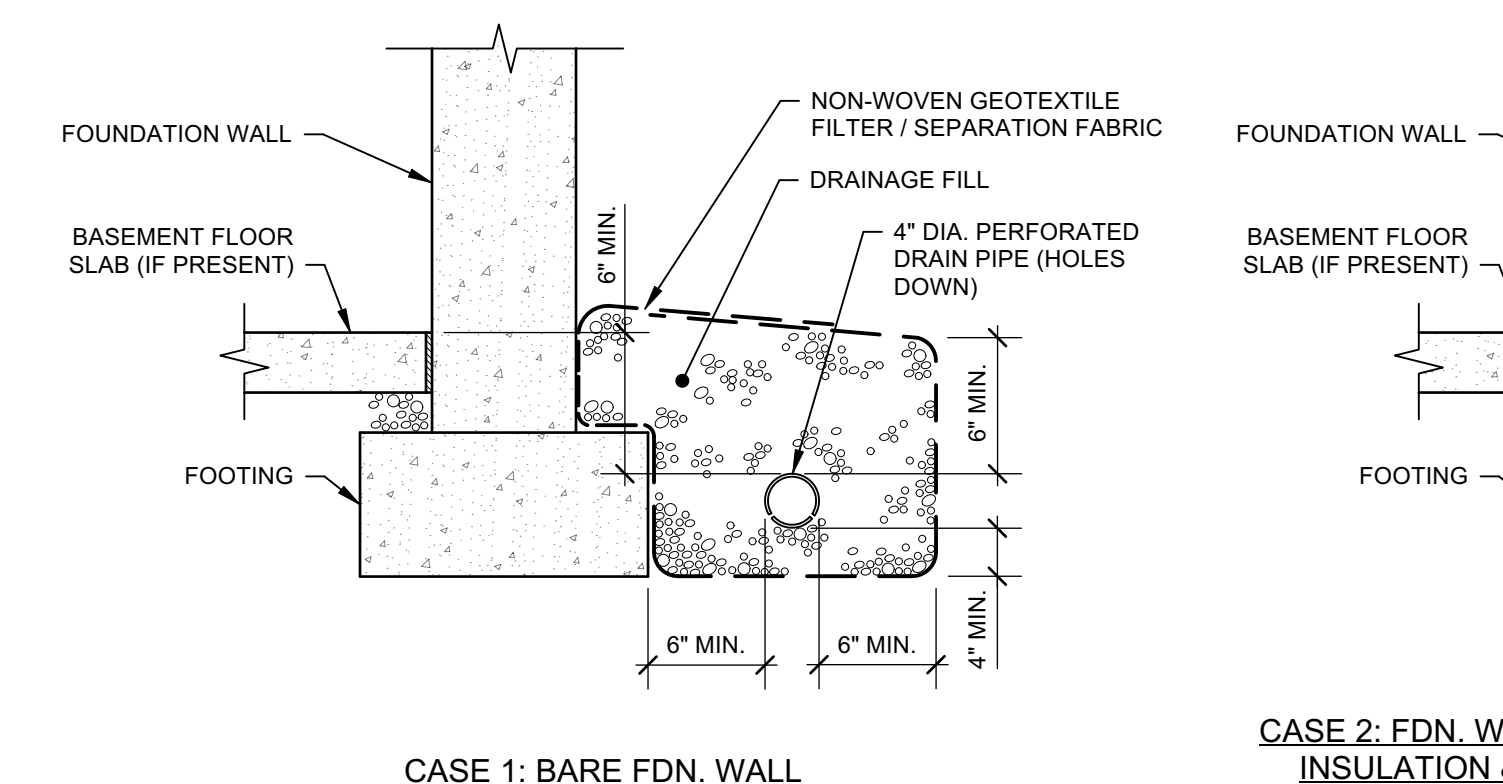 NON-WOVEN GEOTEXTILE
FILTER / SEPARATION FABRIC
FOUNDATION WALL
DRAINAGE FILL
BASEMENT FLOOR
SLAB (IF PRESENT)
6" MIN.
4" DIA. PERFORATED
DRAIN PIPE (HOLES
DOWN)
6" MIN.
FOOTING
6" MIN.
6" MIN.
4" MIN.
CASE 1: BARE FDN. WALL
FOUNDATION WALL
BASEMENT FLOOR
SLAB (IF PRESENT)
FOOTING
CASE 2: FDN. W
INSULATION